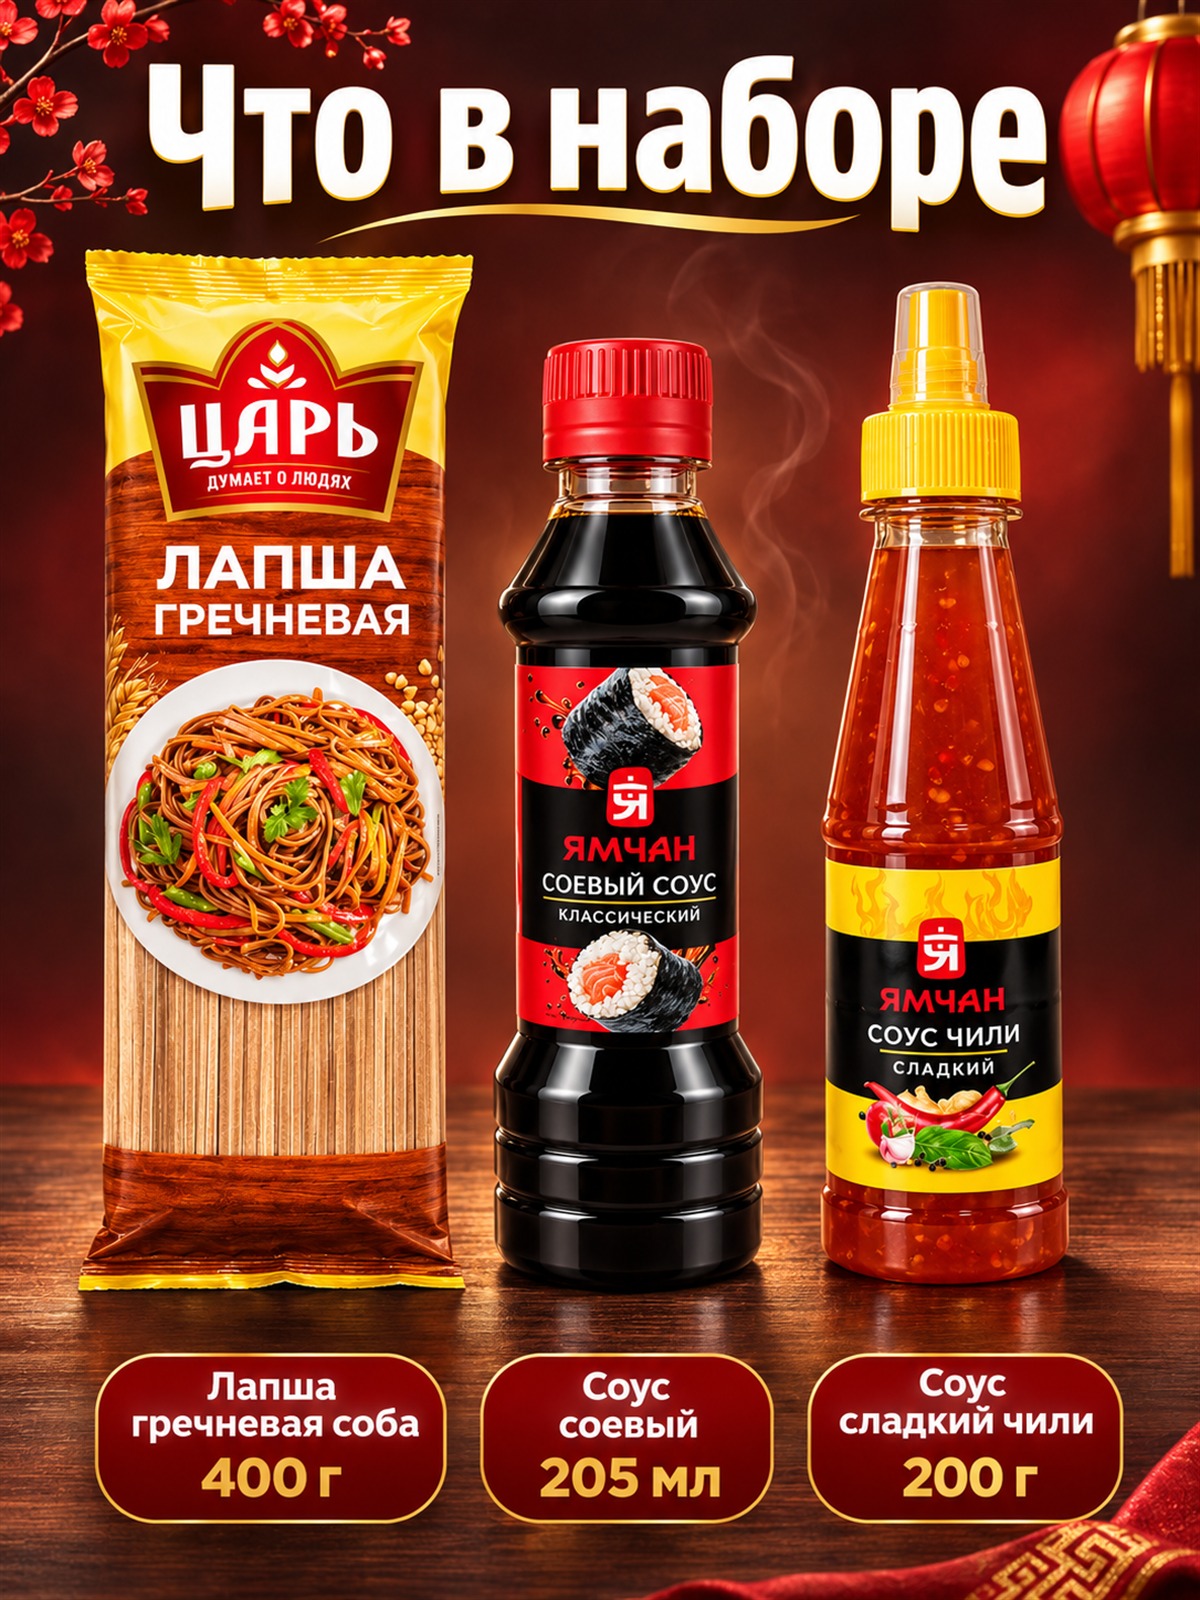 Что в наборе
ЦАРЬ
ДУМАЕТ О ЛЮДЯХ
ЛАПША
ГРЕЧНЕВАЯ
Я
ЯМЧАН
СОЕВЫЙ СОУС
КЛАССИЧЕСКИЙ
Я
ЯМЧАН
СОУС ЧИЛИ
СЛАДКИЙ
Лапша
гречневая соба
400 г
Соус
соевый
205 мл
Соус
сладкий чили
200 г